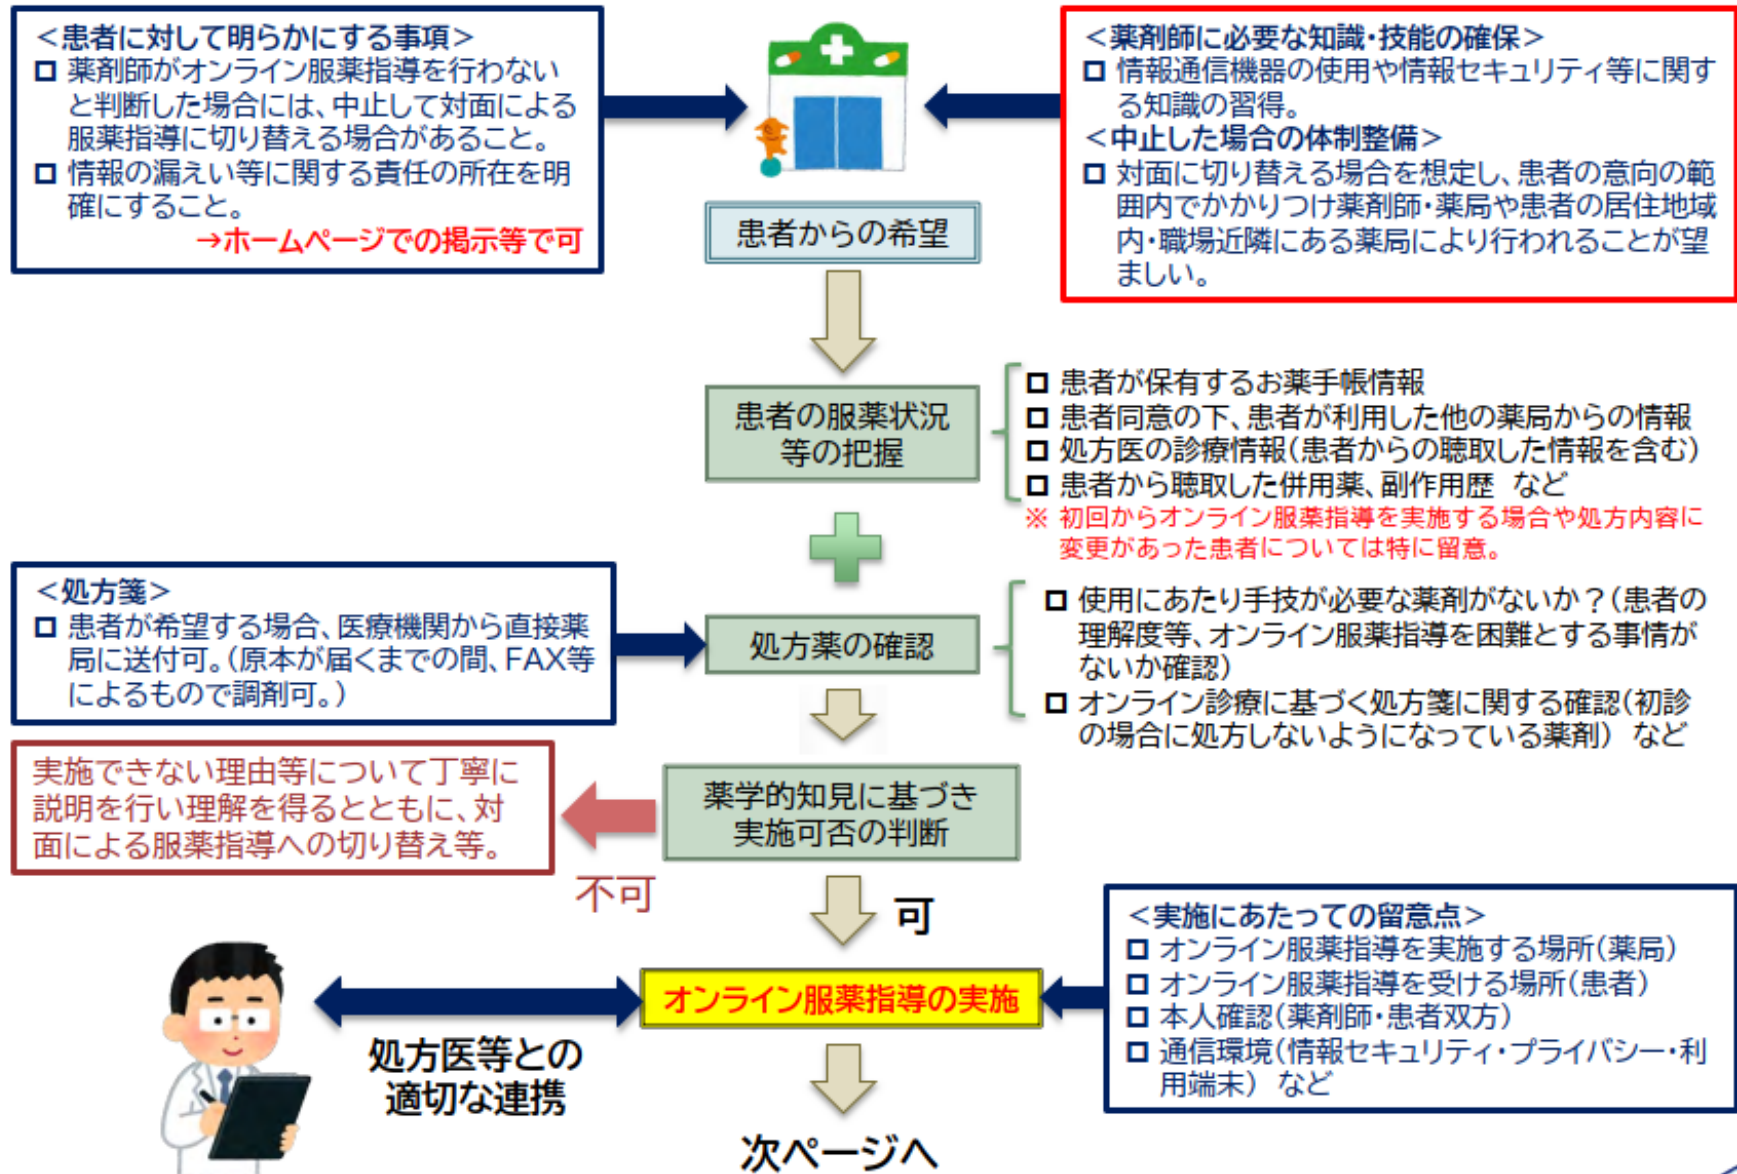 ＜患者に対して明らかにする事項＞
□ 薬剤師がオンライン服薬指導を行わない
と判断した場合には、中止して対面による
服薬指導に切り替える場合があること。
□ 情報の漏えい等に関する責任の所在を明
確にすること。
→ホームページでの掲示等で可
＜薬剤師に必要な知識・技能の確保＞
□ 情報通信機器の使用や情報セキュリティ等に関す
る知識の習得。
＜中止した場合の体制整備＞
□ 対面に切り替える場合を想定し、患者の意向の範
囲内でかかりつけ薬剤師・薬局や患者の居住地域
内・職場近隣にある薬局により行われることが望
ましい。
患者からの希望
患者の服薬状況
等の把握
□ 患者が保有するお薬手帳情報
□ 患者同意の下、患者が利用した他の薬局からの情報
□ 処方医の診療情報（患者からの聴取した情報を含む）
□ 患者から聴取した併用薬、副作用歴 など
※ 初回からオンライン服薬指導を実施する場合や処方内容に
変更があった患者については特に留意。
＜処方箋＞
□ 患者が希望する場合、医療機関から直接薬
局に送付可。（原本が届くまでの間、FAX等
によるもので調剤可。）
処方薬の確認
□ 使用にあたり手技が必要な薬剤がないか？（患者の
理解度等、オンライン服薬指導を困難とする事情が
ないか確認）
□ オンライン診療に基づく処方箋に関する確認（初診
の場合に処方しないようになっている薬剤） など
実施できない理由等について丁寧に
説明を行い理解を得るとともに、対
面による服薬指導への切り替え等。
薬学的知見に基づき
実施可否の判断
不可
可
＜実施にあたっての留意点＞
□ オンライン服薬指導を実施する場所（薬局）
□ オンライン服薬指導を受ける場所（患者）
□ 本人確認（薬剤師・患者双方）
□ 通信環境（情報セキュリティ・プライバシー・利
用端末） など
オンライン服薬指導の実施
処方医等との
適切な連携
次ページへ